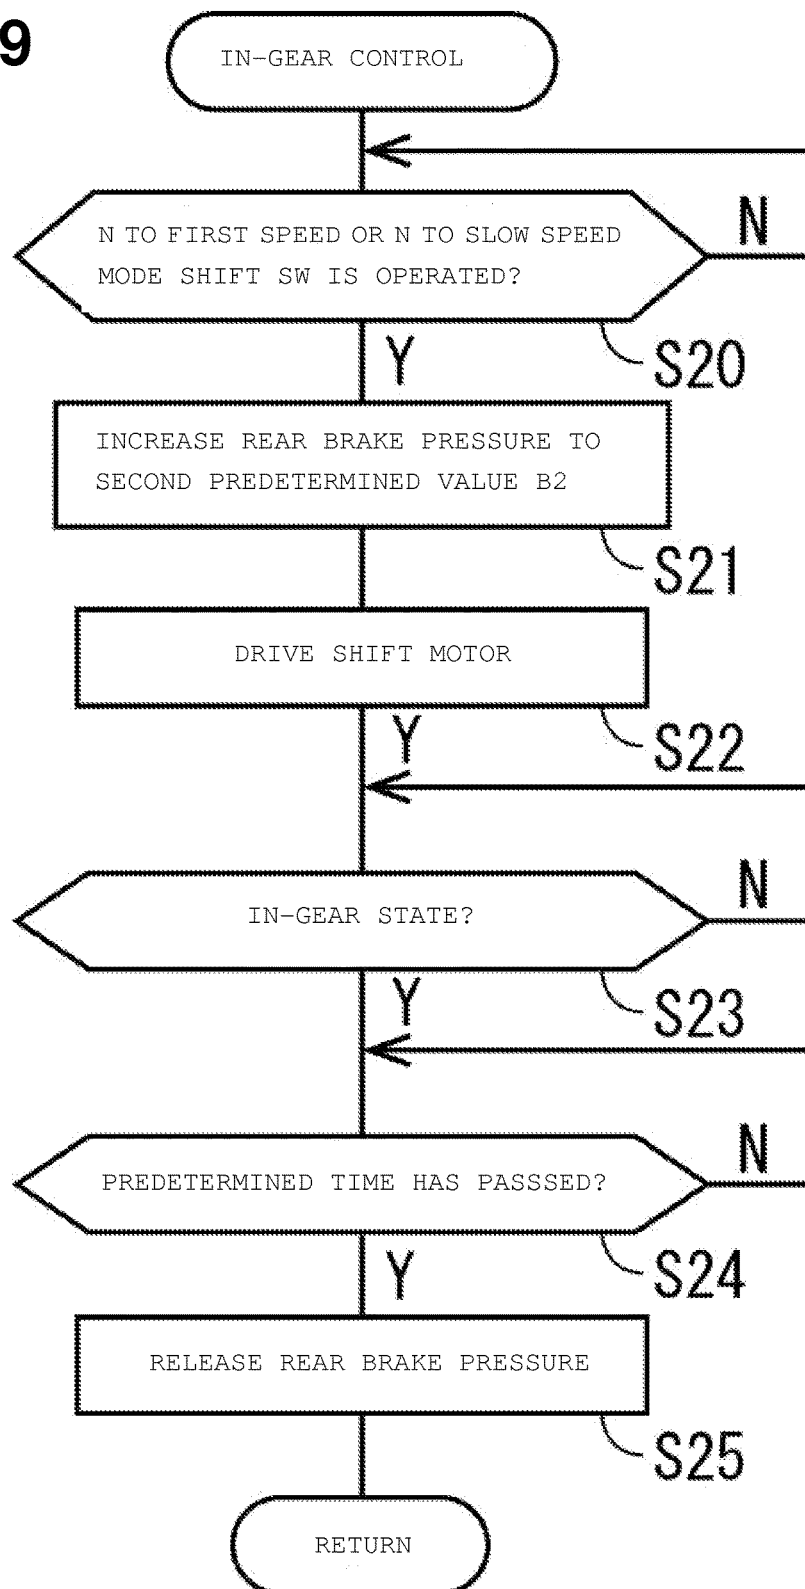 9
IN-GEAR CONTROL
N TO FIRST SPEED OR N TO SLOW SPEED
MODE SHIFT SW IS OPERATED?
N
S20
Y
INCREASE REAR BRAKE PRESSURE TO
SECOND PREDETERMINED VALUE B2
S21
DRIVE SHIFT MOTOR
S22
Y
IN-GEAR STATE?
N
S23
Y
PREDETERMINED TIME HAS PASSSED?
N
S24
Y
RELEASE REAR BRAKE PRESSURE
S25
RETURN